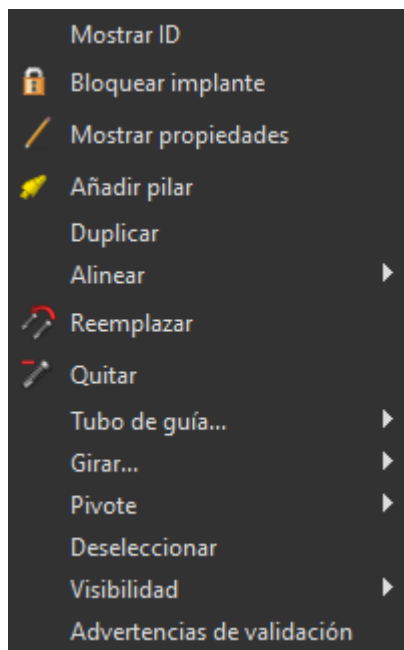 Mostrar ID
Bloquear implante
Mostrar propiedades
Añadir pilar
Duplicar
Alinear
Reemplazar
Quitar
Tubo de guía...
Girar...
Pivote
Deseleccionar
Visibilidad
Advertencias de validación